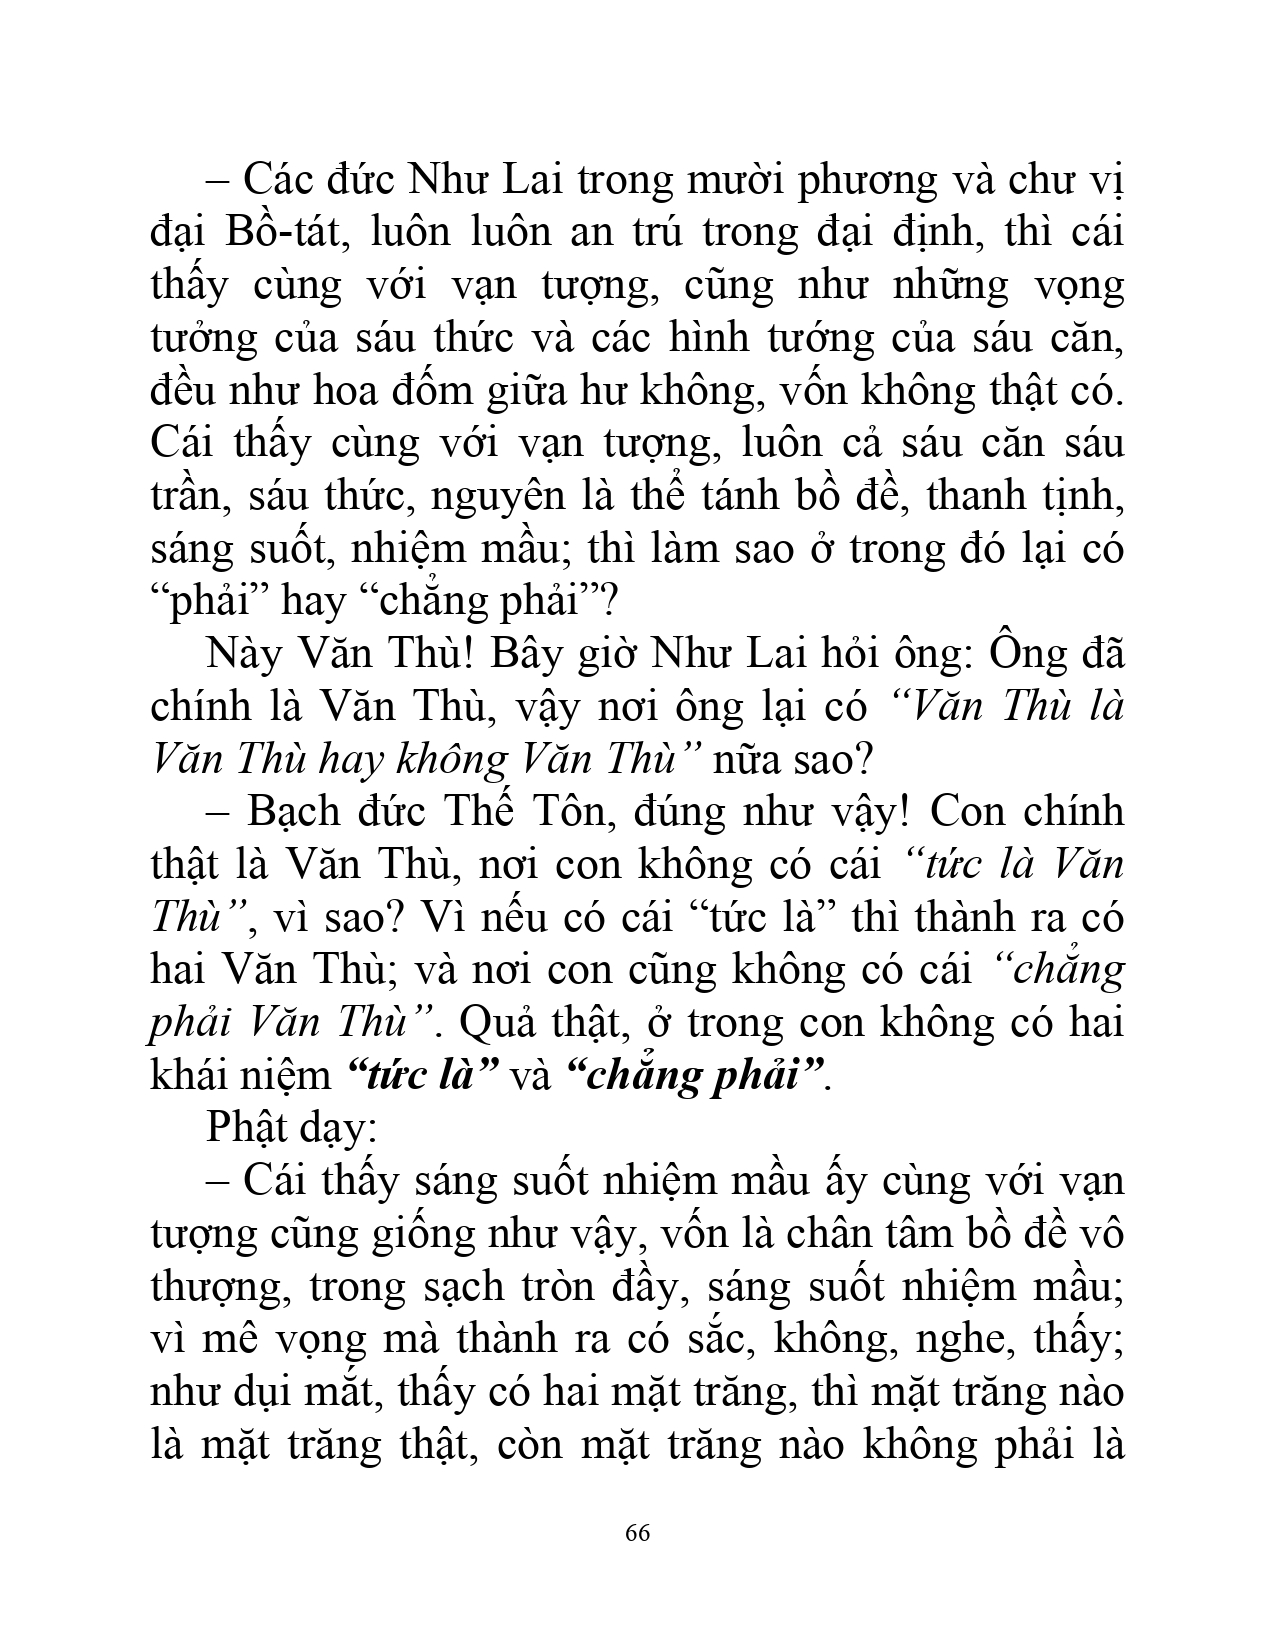 – Các đức Như Lai trong mười phương và chư vị
đại Bồ-tát, luôn luôn an trú trong đại định, thì cái
thấy cùng với vạn tượng, cũng như những vọng
tưởng của sáu thức và các hình tướng của sáu căn,
đều như hoa đốm giữa hư không, vốn không thật có.
Cái thấy cùng với vạn tượng, luôn cả sáu căn sáu
trần, sáu thức, nguyên là thể tánh bồ đề, thanh tịnh,
sáng suốt, nhiệm mầu; thì làm sao ở trong đó lại có
“phải” hay “chẳng phải”?
Này Văn Thù! Bây giờ Như Lai hỏi ông: Ông đã
chính là Văn Thù, vậy nơi ông lại có “Văn Thù là
Văn Thù hay không Văn Thù” nữa sao?
– Bạch đức Thế Tôn, đúng như vậy! Con chính
thật là Văn Thù, nơi con không có cái “tức là Văn
Thù”, vì sao? Vì nếu có cái “tức là” thì thành ra có
hai Văn Thù; và nơi con cũng không có cái “chẳng
phải Văn Thù”. Quả thật, ở trong con không có hai
khái niệm “tức là” và “chẳng phải”.
Phật dạy:
– Cái thấy sáng suốt nhiệm mầu ấy cùng với vạn
tượng cũng giống như vậy, vốn là chân tâm bồ đề vô
thượng, trong sạch tròn đầy, sáng suốt nhiệm mầu;
vì mê vọng mà thành ra có sắc, không, nghe, thấy;
như dụi mắt, thấy có hai mặt trăng, thì mặt trăng nào
là mặt trăng thật, còn mặt trăng nào không phải là
66